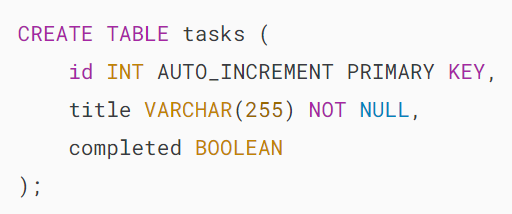 CREATE TABLE tasks (
    id INT AUTO_INCREMENT PRIMARY KEY,
    title VARCHAR(255) NOT NULL,
    completed BOOLEAN
);